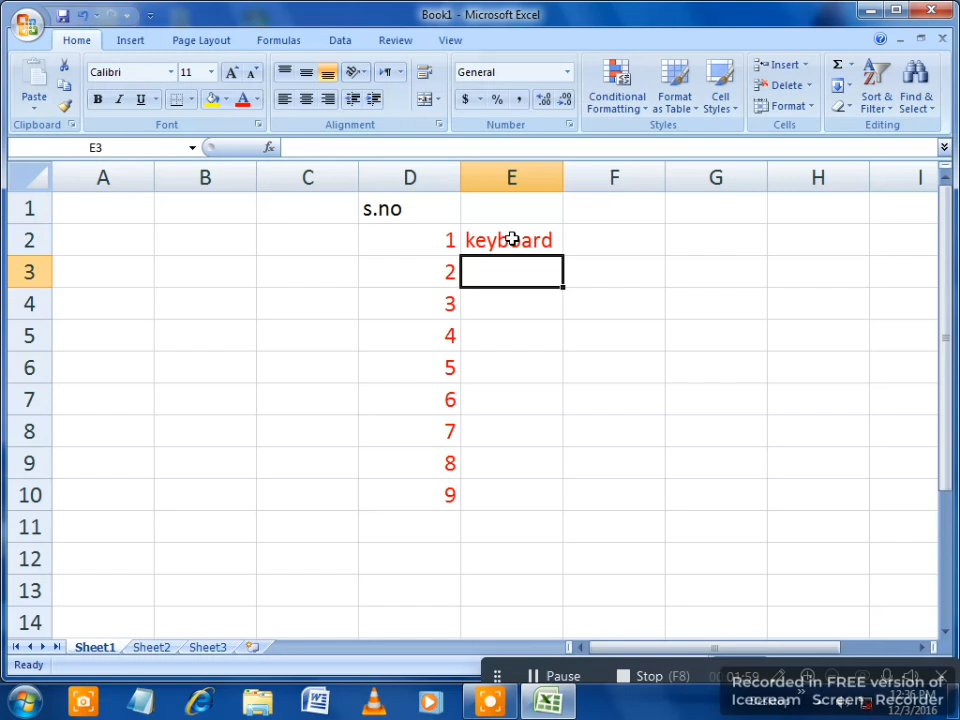 Book1 - Microsoft Excel
Home Insert Page Layout Formulas Data Review View
Paste
Calibri 11
B I U
General
$ % ,
Conditional Formatting
Format as Table
Cell Styles
Insert
Delete
Format
Σ
Sort & Filter
Find & Select
Clipboard Font Alignment Number Styles Cells Editing
E3 fx
A B C D E F G H I
1 s.no
2 1 keyboard
3 2
4 3
5 4
6 5
7 6
8 7
9 8
10 9
11
12
13
14
Sheet1 Sheet2 Sheet3
Ready
Pause Stop (F8)
Recorded in FREE version of
Icecream Screen Recorder
12/3/2016